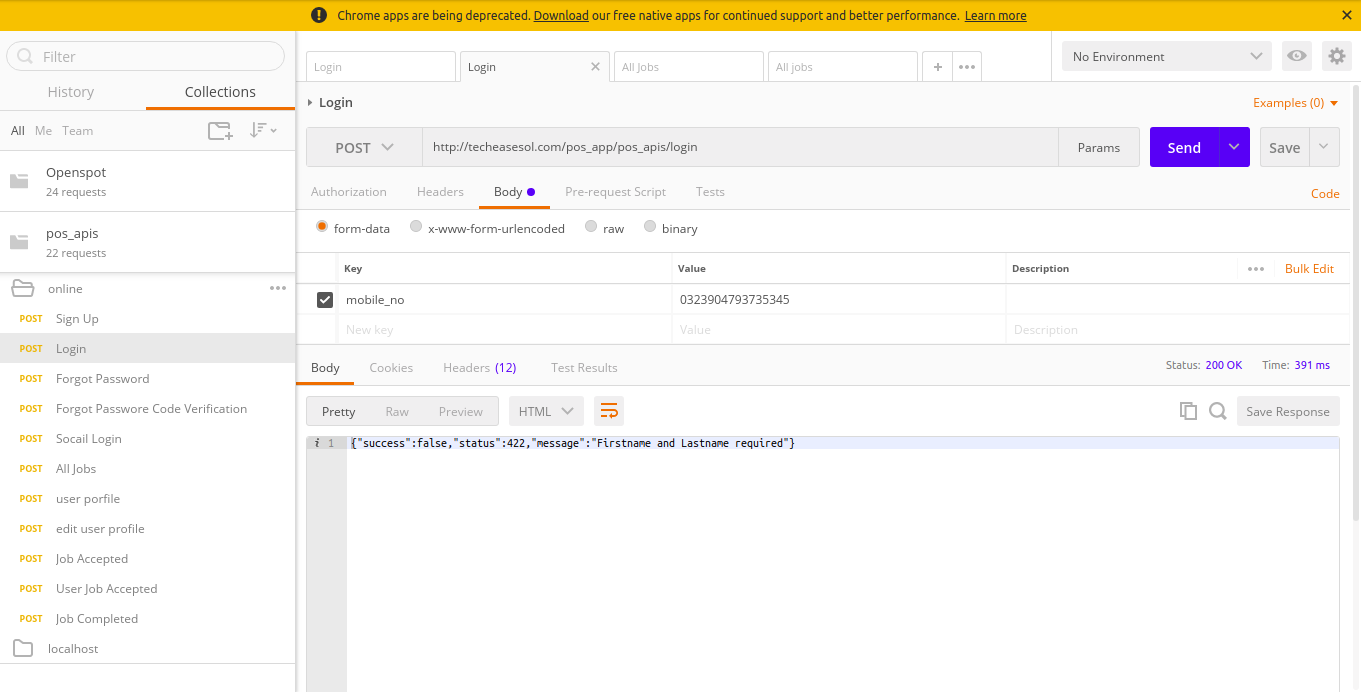 Chrome apps are being deprecated. Download our free native apps for continued support and better performance. Learn more
Filter
History Collections
All Me Team
Openspot
24 requests
pos_apis
22 requests
online
POST Sign Up
POST Login
POST Forgot Password
POST Forgot Passwore Code Verification
POST Socail Login
POST All Jobs
POST user porfile
POST edit user profile
POST Job Accepted
POST User Job Accepted
POST Job Completed
localhost
Login Login All Jobs All jobs
No Environment
Login
Examples (0)
POST http://techeasesol.com/pos_app/pos_apis/login Params Send Save
Authorization Headers Body Pre-request Script Tests Code
form-data x-www-form-urlencoded raw binary
Key Value Description Bulk Edit
mobile_no 0323904793735345
New key Value Description
Body Cookies Headers (12) Test Results Status: 200 OK Time: 391 ms
Pretty Raw Preview HTML Save Response
i 1 {"success":false,"status":422,"message":"Firstname and Lastname required"}